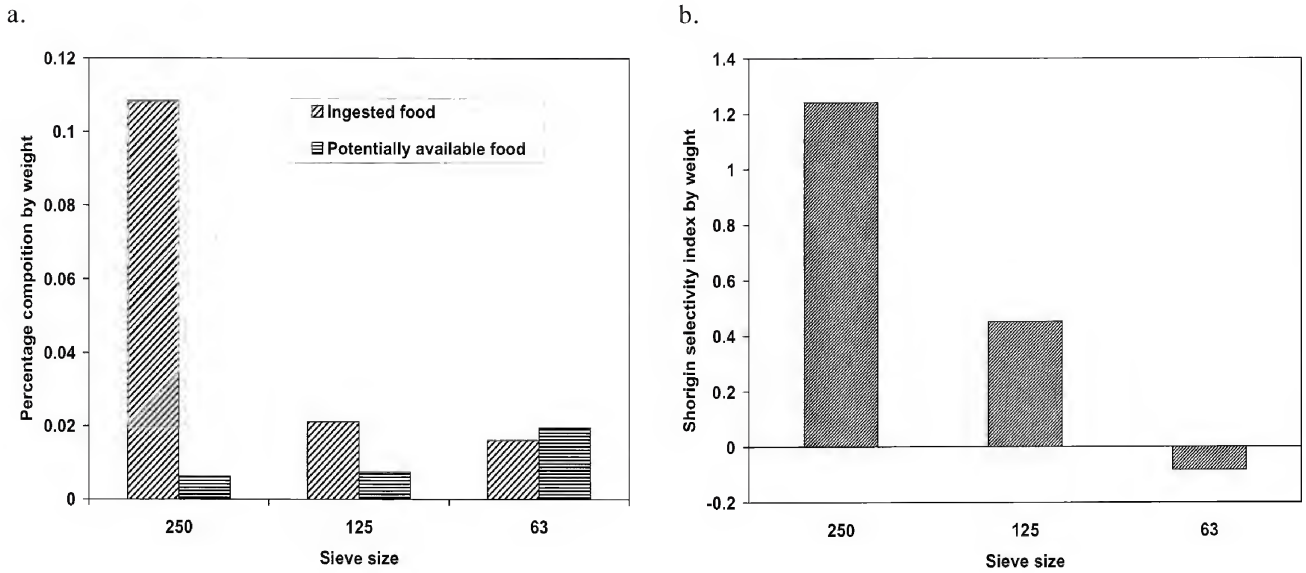 a.
0.12
0.1
0.08
0.06
0.04
0.02
0
Percentage compoition by weight
Ingested food
Potentially available food
250 125 63
Sieve size
b.
1.4
1.2
1
0.8
0.6
0.4
0.2
0
-0.2
Shorigin selectivity index by weight
250 125 63
Sieve size